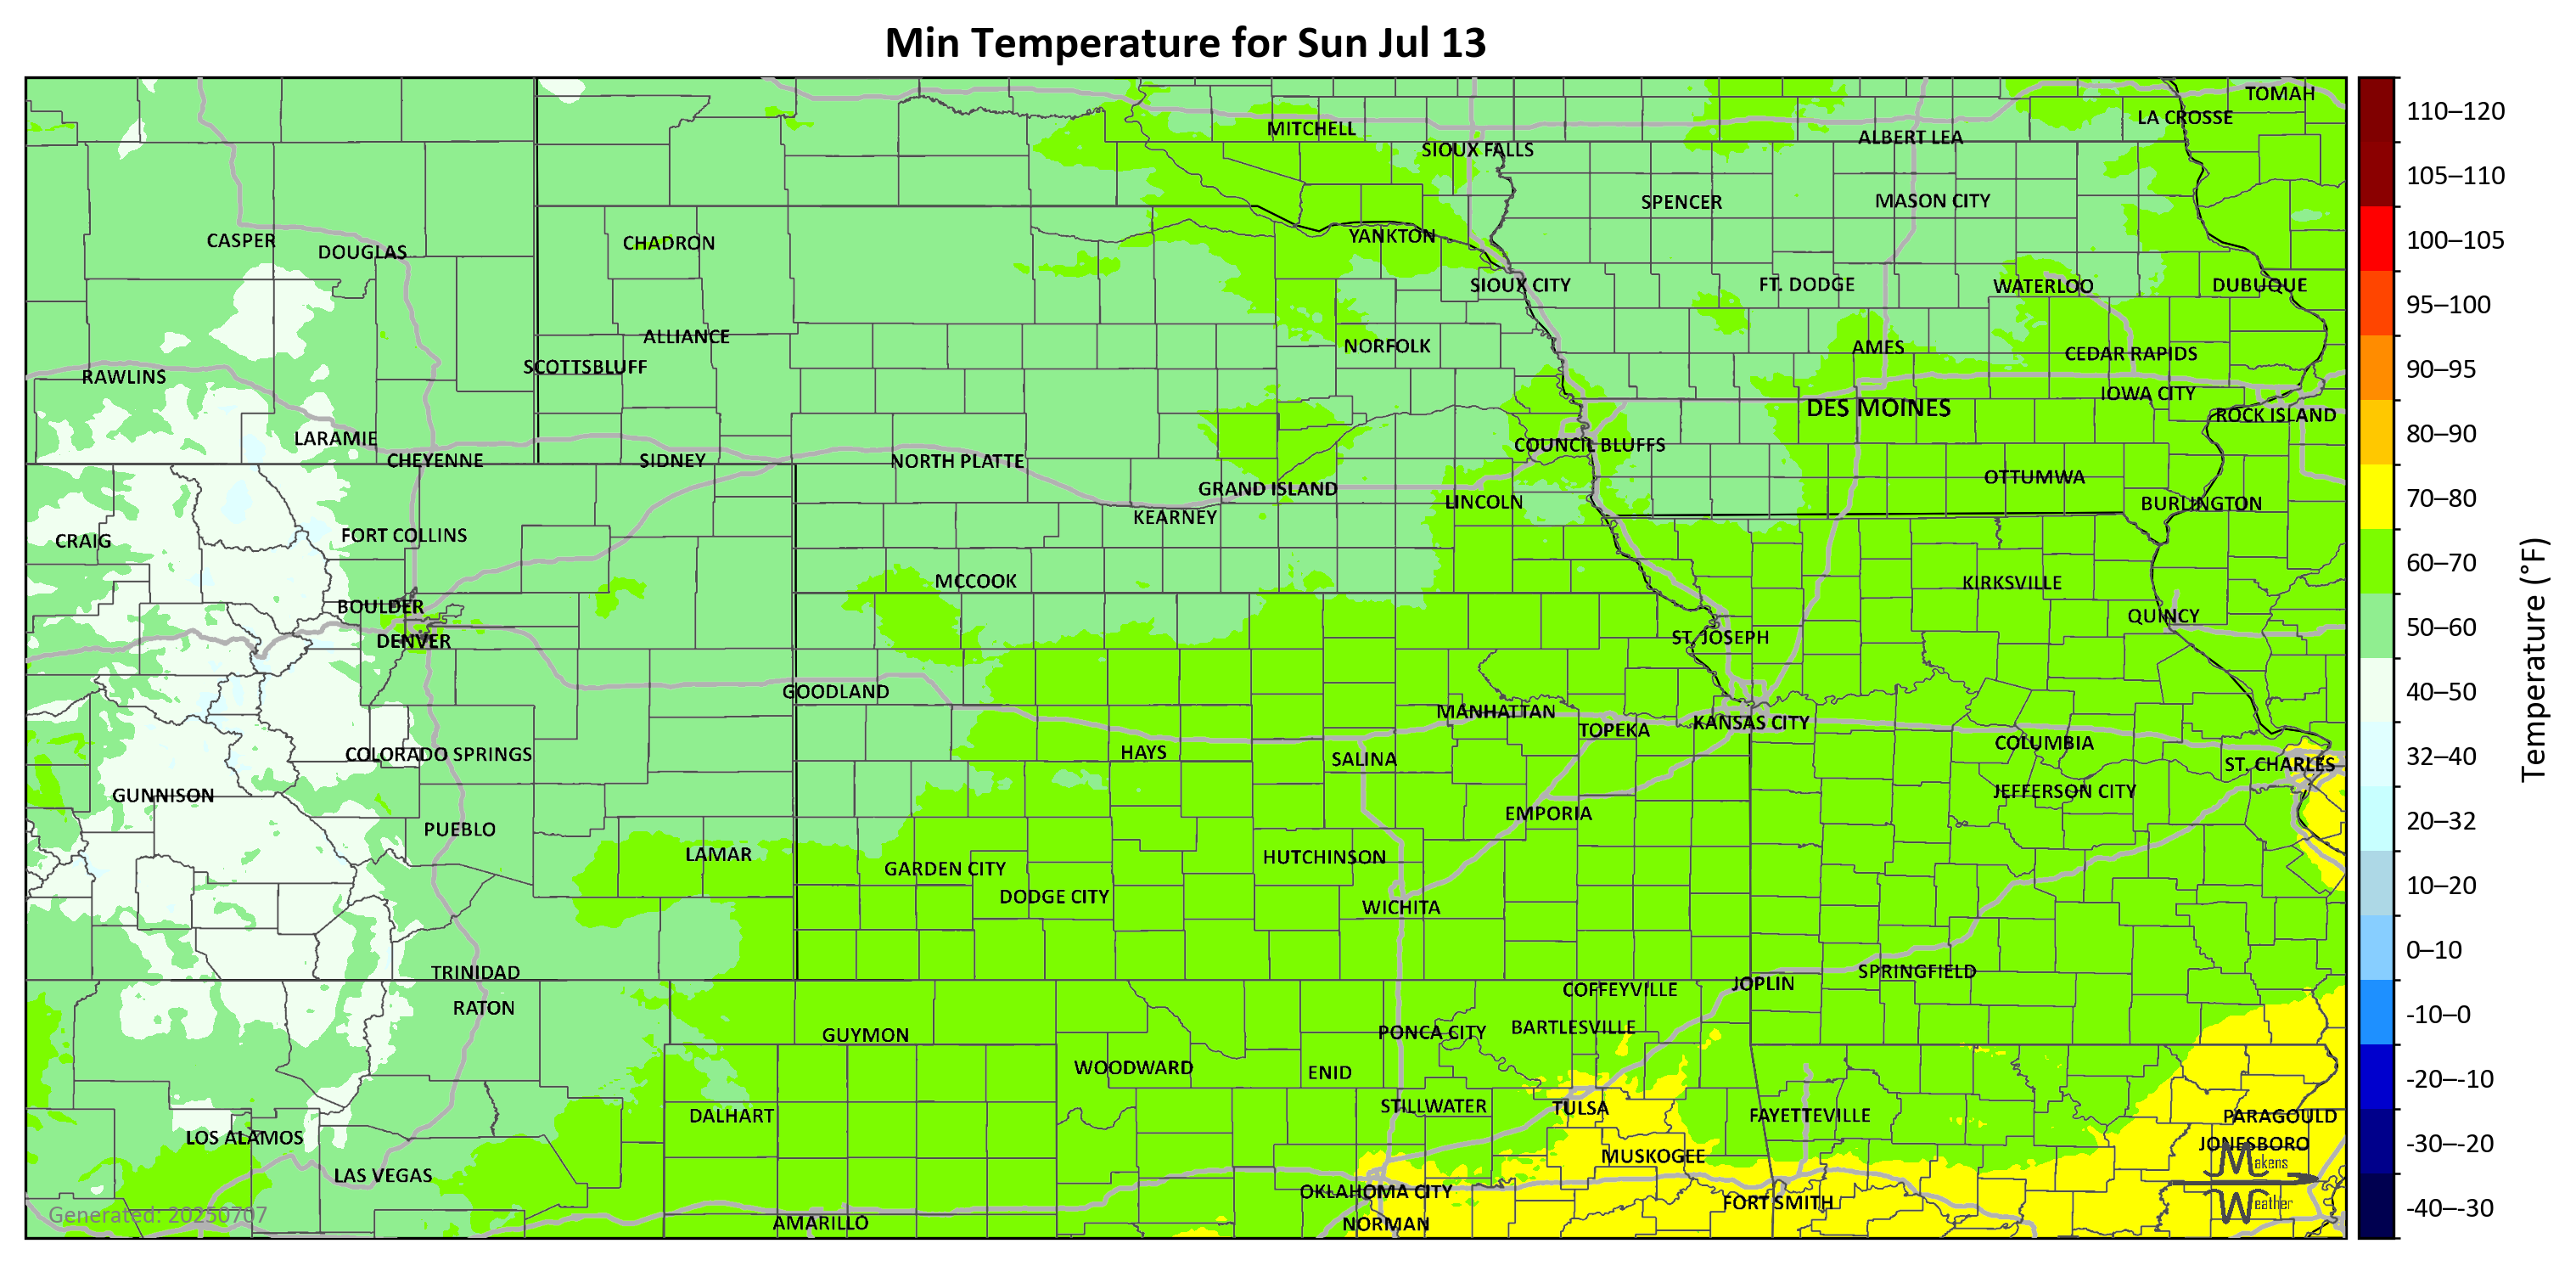 Min Temperature for Sun Jul 13
TOMAH
LA CROSSE
MITCHELL
ALBERT LEA
SIOUX FALLS
SPENCER
MASON CITY
CASPER
DOUGLAS
CHADRON
YANKTON
SIOUX CITY
FT. DODGE
WATERLOO
DUBUQUE
ALLIANCE
NORFOLK
AMES
CEDAR RAPIDS
SCOTTSBLUFF
RAWLINS
IOWA CITY
DES MOINES
ROCK ISLAND
LARAMIE
COUNCIL BLUFFS
CHEYENNE
SIDNEY
NORTH PLATTE
OTTUMWA
GRAND ISLAND
LINCOLN
BURLINGTON
KEARNEY
FORT COLLINS
CRAIG
MCCOOK
KIRKSVILLE
BOULDER
QUINCY
DENVER
ST. JOSEPH
GOODLAND
MANHATTAN
KANSAS CITY
TOPEKA
COLUMBIA
COLORADO SPRINGS
HAYS
SALINA
ST. CHARLES
GUNNISON
JEFFERSON CITY
EMPORIA
PUEBLO
LAMAR
HUTCHINSON
GARDEN CITY
DODGE CITY
WICHITA
TRINIDAD
SPRINGFIELD
JOPLIN
COFFEYVILLE
RATON
BARTLESVILLE
PONCA CITY
GUYMON
WOODWARD
ENID
STILLWATER
TULSA
DALHART
FAYETTEVILLE
PARAGOULD
LOS ALAMOS
JONESBORO
MUSKOGEE
LAS VEGAS
OKLAHOMA CITY
FORT SMITH
AMARILLO
NORMAN
Generated: 20250707
Makens
Weather
110–120
105–110
100–105
95–100
90–95
80–90
70–80
60–70
50–60
40–50
32–40
20–32
10–20
0–10
-10–0
-20–-10
-30–-20
-40–-30
Temperature (°F)